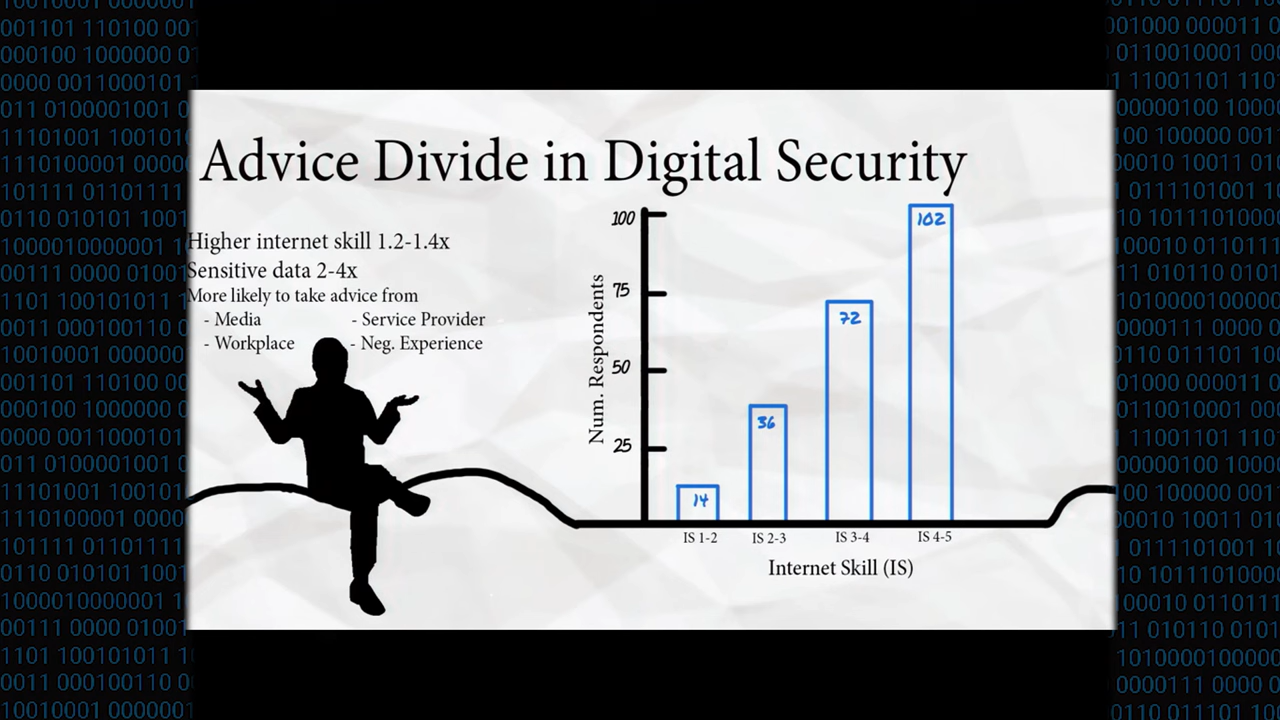 Advice Divide in Digital Security
Higher internet skill 1.2-1.4x
Sensitive data 2-4x
More likely to take advice from
- Media - Service Provider
- Workplace - Neg. Experience
Num. Respondents
100
75
50
25
14
36
72
102
IS 1-2 IS 2-3 IS 3-4 IS 4-5
Internet Skill (IS)